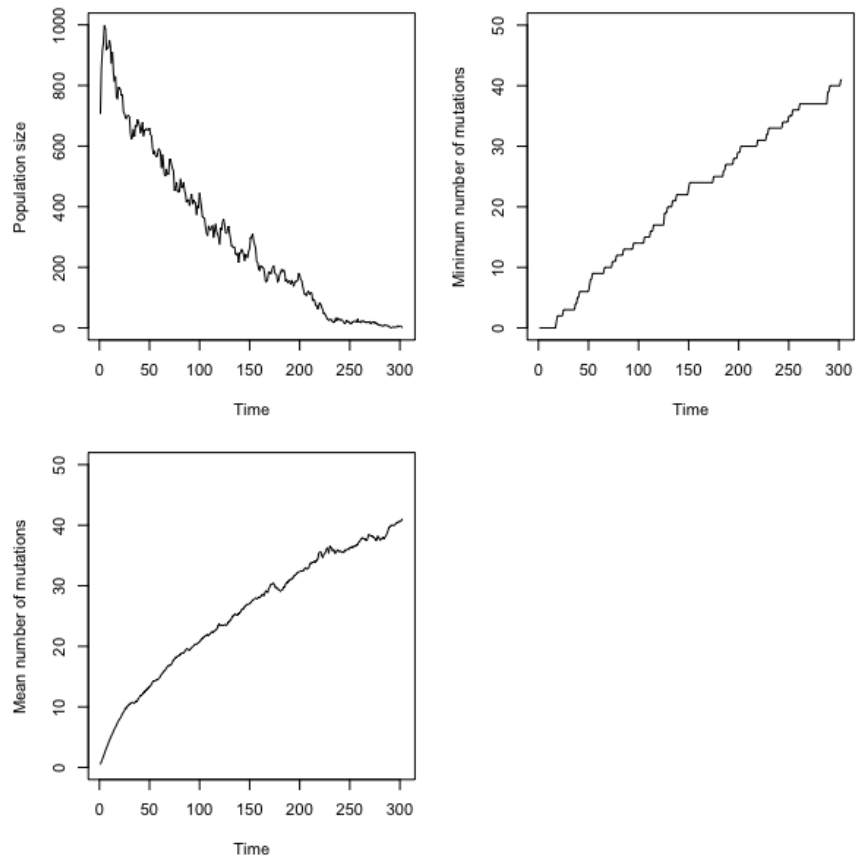 Population size
0 200 400 600 800 1000
0 50 100 150 200 250 300
Time
Minimum number of mutations
0 10 20 30 40 50
0 50 100 150 200 250 300
Time
Mean number of mutations
0 10 20 30 40 50
0 50 100 150 200 250 300
Time